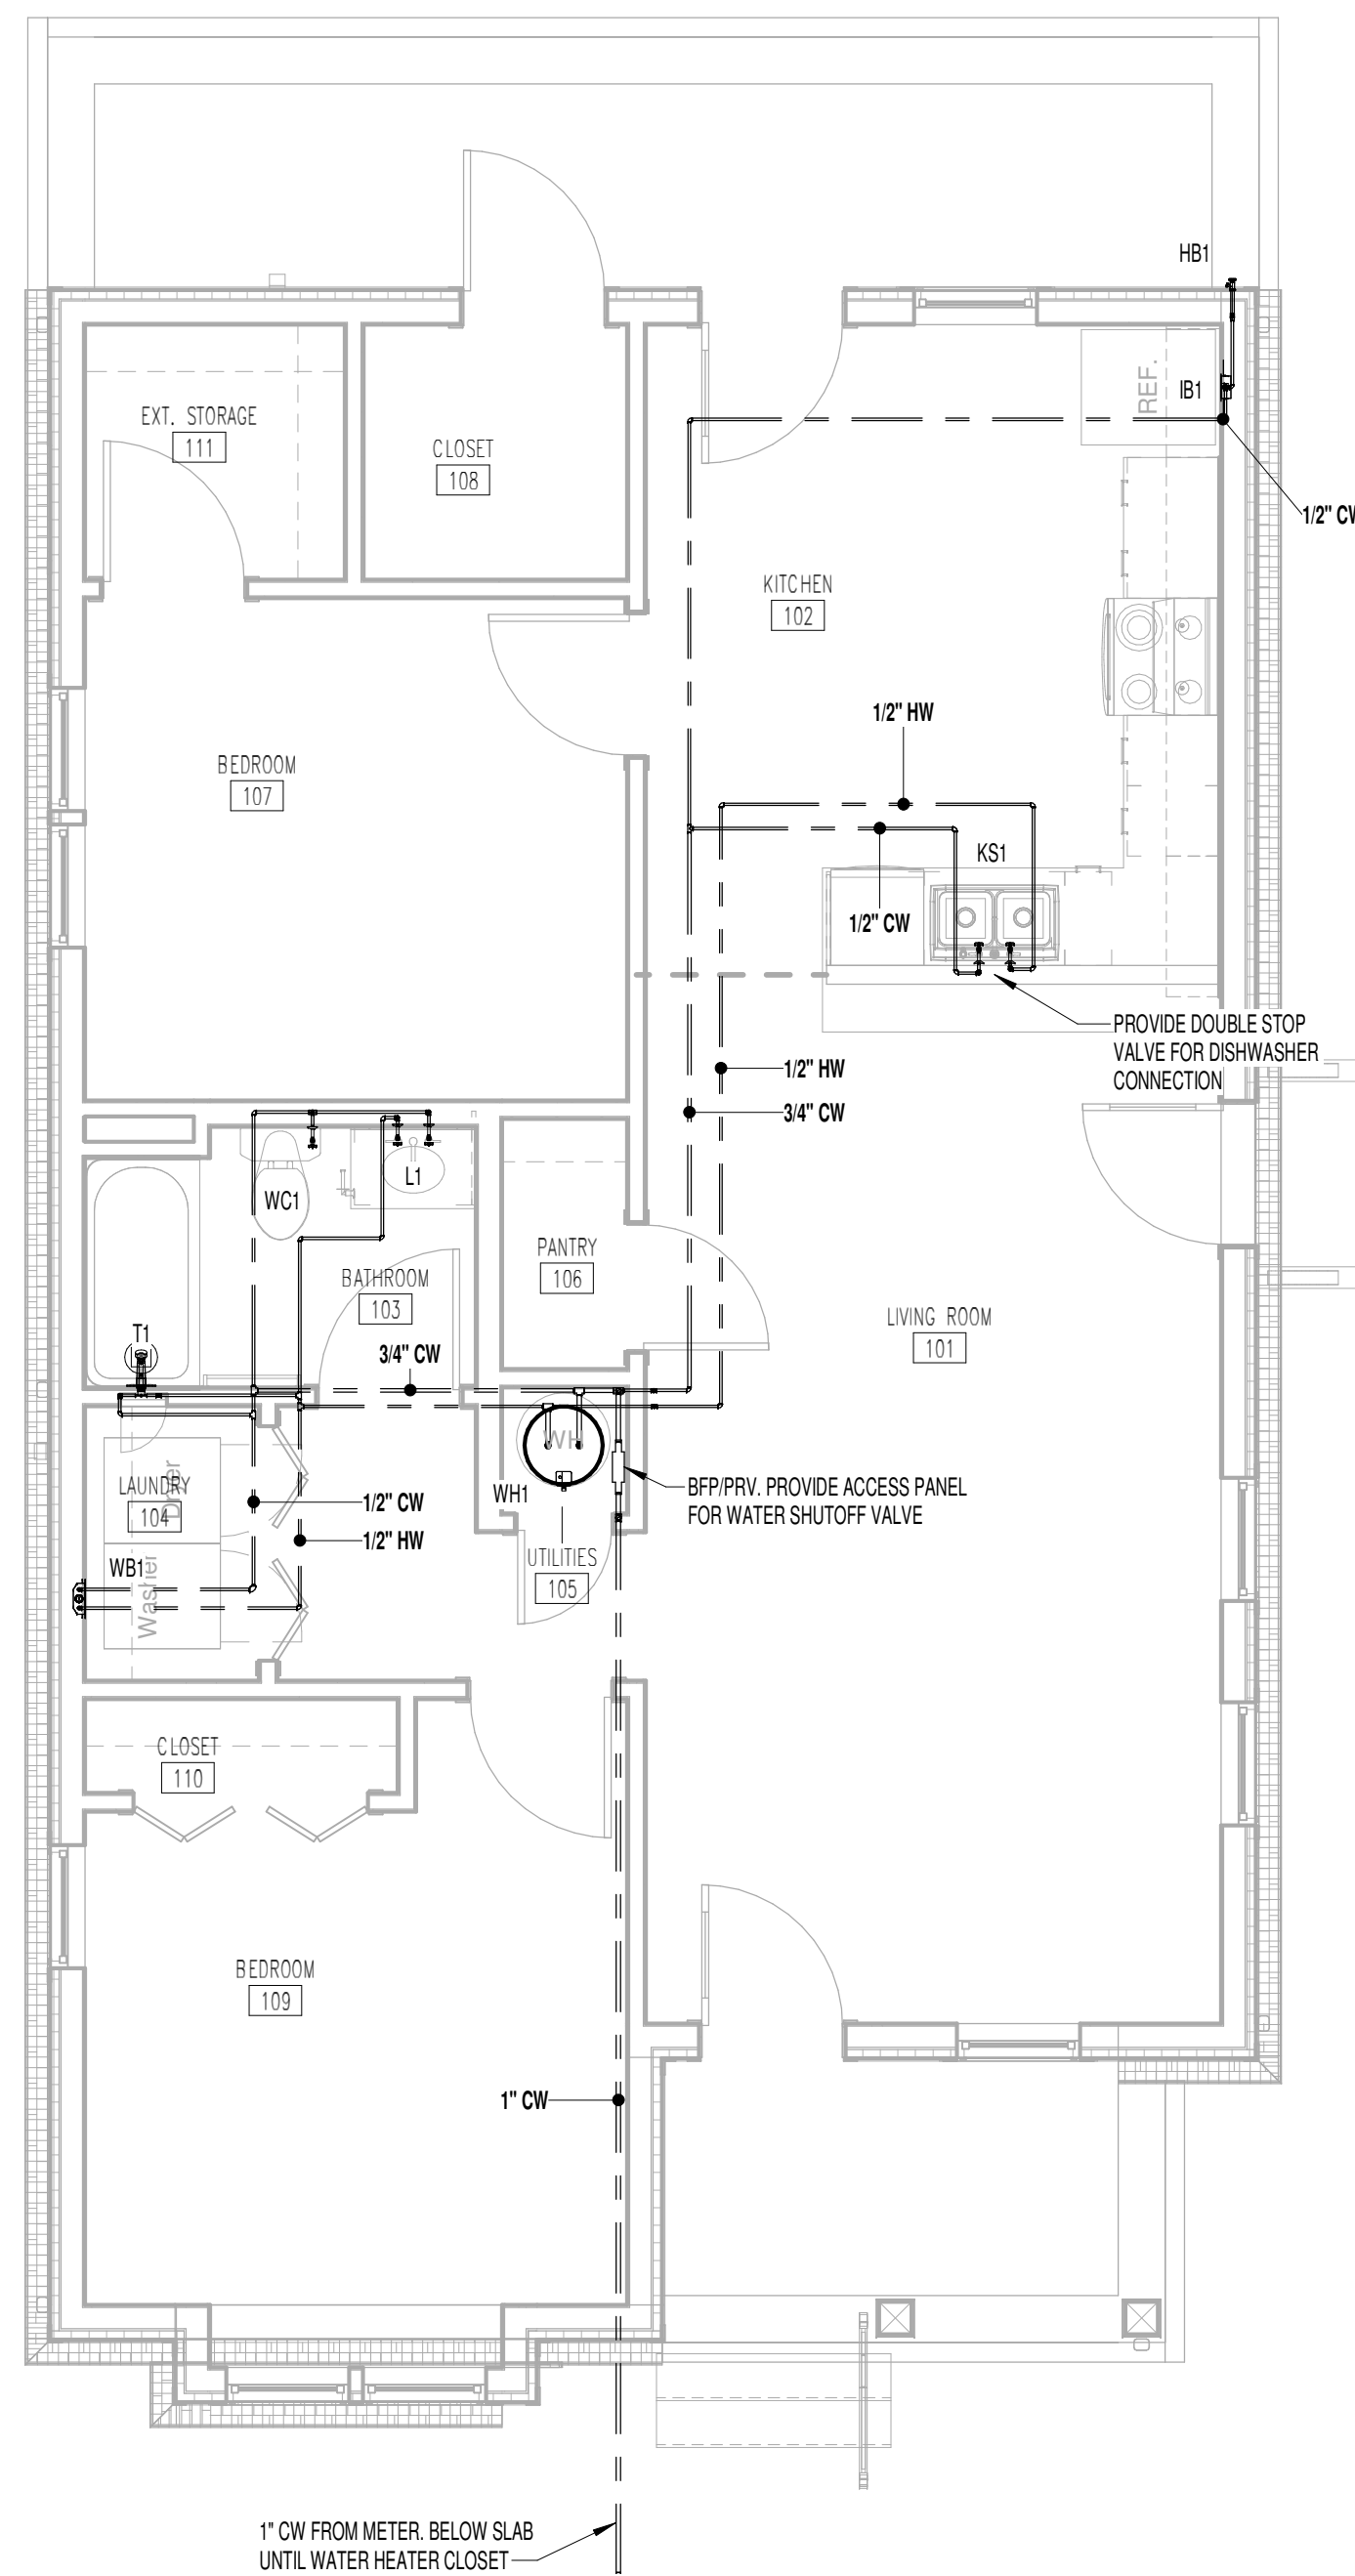 HB1
REF.
IB1
EXT. STORAGE
111
CLOSET
108
1/2" CW
KITCHEN
102
1/2" HW
BEDROOM
107
KS1
1/2" CW
PROVIDE DOUBLE STOP
VALVE FOR DISHWASHER
CONNECTION
1/2" HW
3/4" CW
WC1
L1
PANTRY
106
BATHROOM
103
LIVING ROOM
101
T1
3/4" CW
WH
WH1
BFP/PRV. PROVIDE ACCESS PANEL
FOR WATER SHUTOFF VALVE
LAUNDRY
104
Dryer
1/2" CW
1/2" HW
WB1
Washer
UTILITIES
105
CLOSET
110
BEDROOM
109
1" CW
1" CW FROM METER. BELOW SLAB
UNTIL WATER HEATER CLOSET